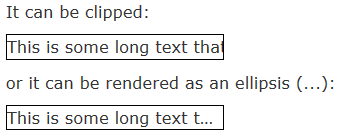 It can be clipped:
This is some long text that
or it can be rendered as an ellipsis (...):
This is some long text t...